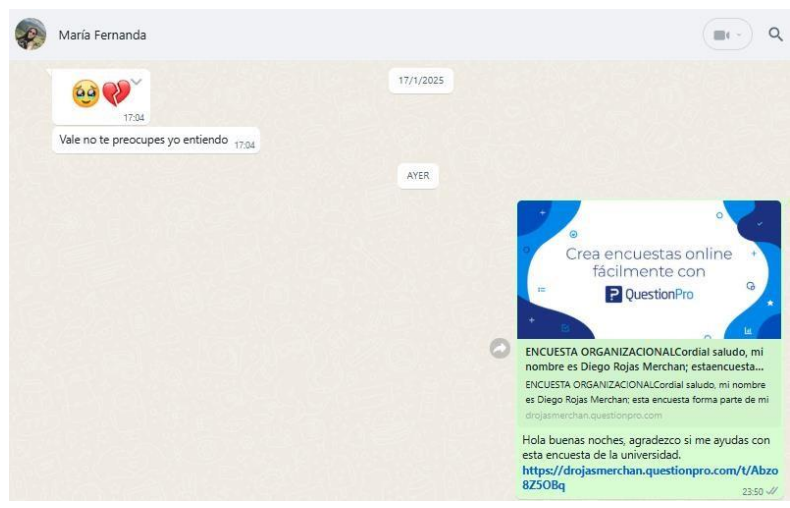 María Fernanda
17/1/2025
17:04
Vale no te preocupes yo entiendo 17:04
AYER
Crea encuestas online
fácilmente con
QuestionPro
ENCUESTA ORGANIZACIONALCordial saludo, mi
nombre es Diego Rojas Merchan; estaencuesta...
ENCUESTA ORGANIZACIONALCordial saludo, mi nombre
es Diego Rojas Merchan; esta encuesta forma parte de mi
drojasmerchan.questionpro.com
Hola buenas noches, agradezco si me ayudas con
esta encuesta de la universidad.
https://drojasmerchan.questionpro.com/t/Abzo
8Z5OBq
23:50